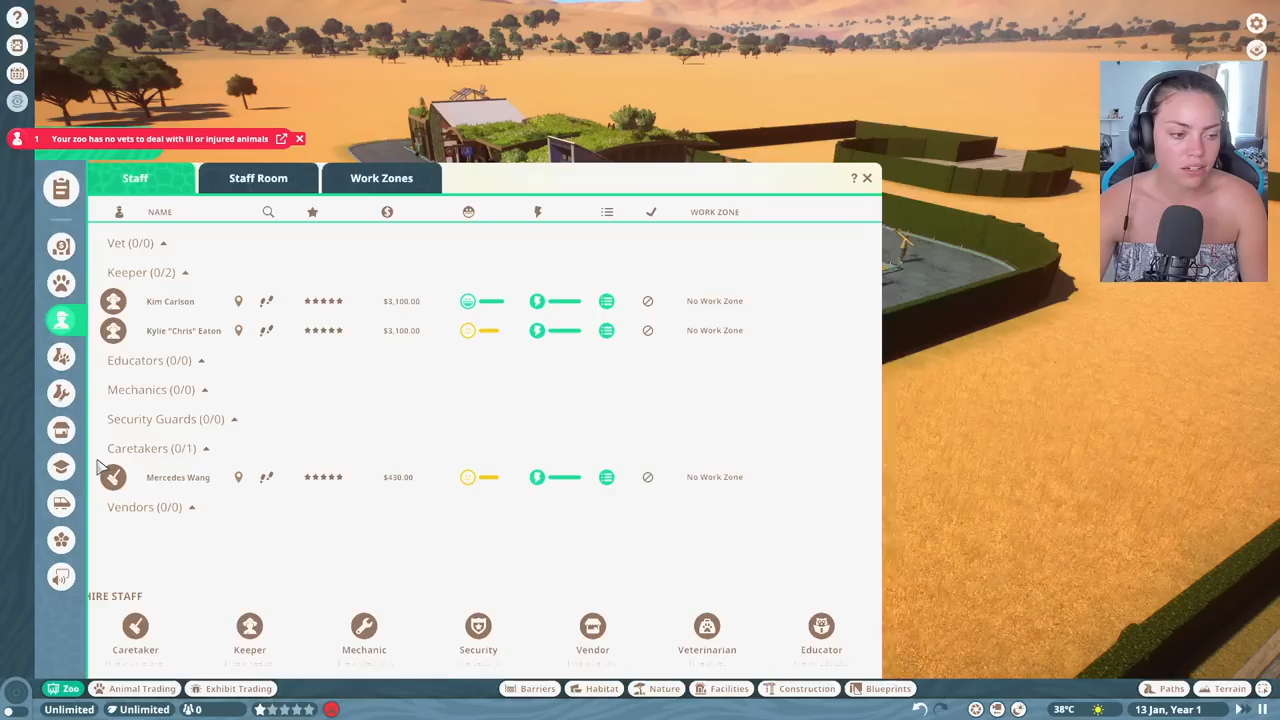 ?
1 Your zoo has no vets to deal with ill or injured animals
Staff Staff Room Work Zones ?
NAME WORK ZONE
Vet (0/0)
Keeper (0/2)
Kim Carlson $3,100.00 No Work Zone
Kylie "Chris" Eaton $3,100.00 No Work Zone
Educators (0/0)
Mechanics (0/0)
Security Guards (0/0)
Caretakers (0/1)
Mercedes Wang $430.00 No Work Zone
Vendors (0/0)
HIRE STAFF
Caretaker Keeper Mechanic Security Vendor Veterinarian Educator
Zoo Animal Trading Exhibit Trading Barriers Habitat Nature Facilities Construction Blueprints Paths Terrain
Unlimited Unlimited 0 38°C 13 Jan, Year 1